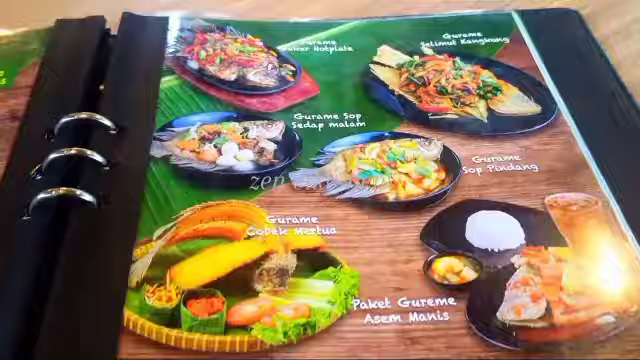 Gurame
Hotplate
Gurame
Selimut Kangkung
Gurame Sop
Sedap malam
Gurame
Sop Pindang
zen
Gurame
Cobek Mertua
Paket Gureme
Asem Manis